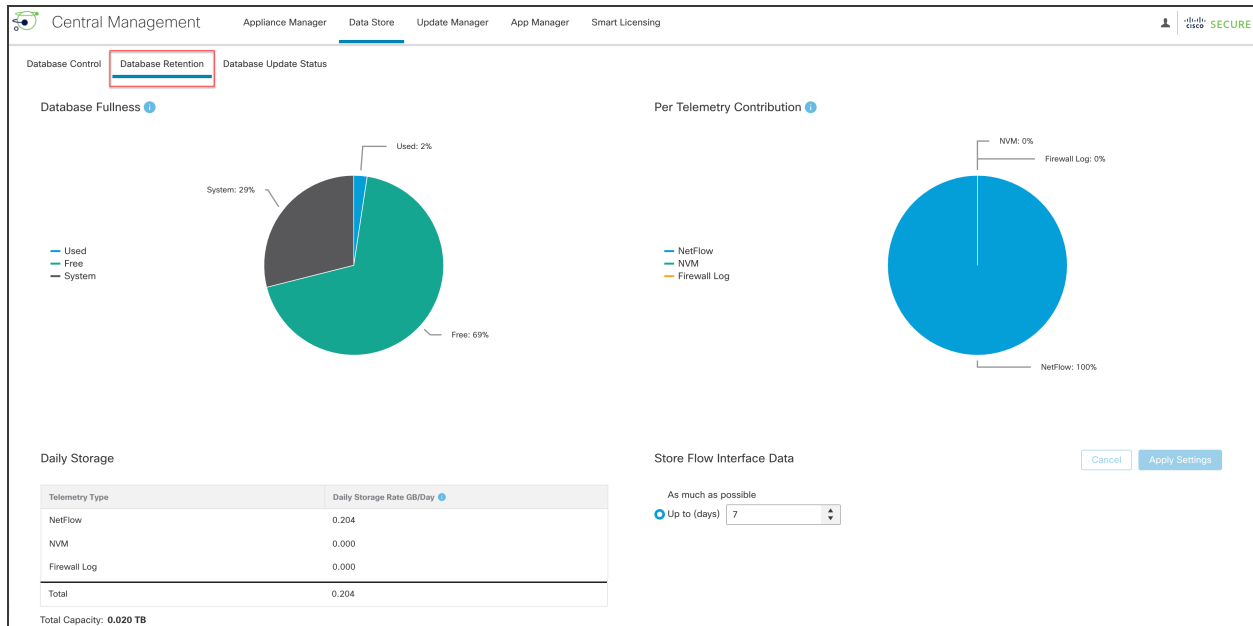 Central Management
Appliance Manager
Data Store
Update Manager
App Manager
Smart Licensing
cisco SECURE
Database Control
Database Retention
Database Update Status
Database Fullness i
Per Telemetry Contribution i
Used: 2%
System: 29%
Free: 69%
Used
Free
System
NVM: 0%
Firewall Log: 0%
NetFlow
NVM
Firewall Log
NetFlow: 100%
Daily Storage
Telemetry Type Daily Storage Rate GB/Day i
NetFlow 0.204
NVM 0.000
Firewall Log 0.000
Total 0.204
Total Capacity: 0.020 TB
Store Flow Interface Data
Cancel
Apply Settings
As much as possible
Up to (days) 7